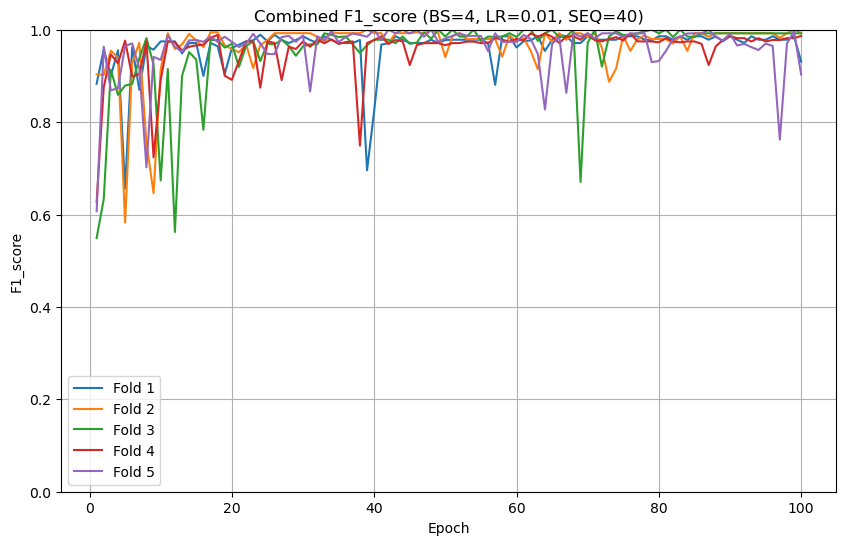 Combined F1_score (BS=4, LR=0.01, SEQ=40)
F1_score
1.0
0.8
0.6
0.4
0.2
0.0
Fold 1
Fold 2
Fold 3
Fold 4
Fold 5
0 20 40 60 80 100
Epoch